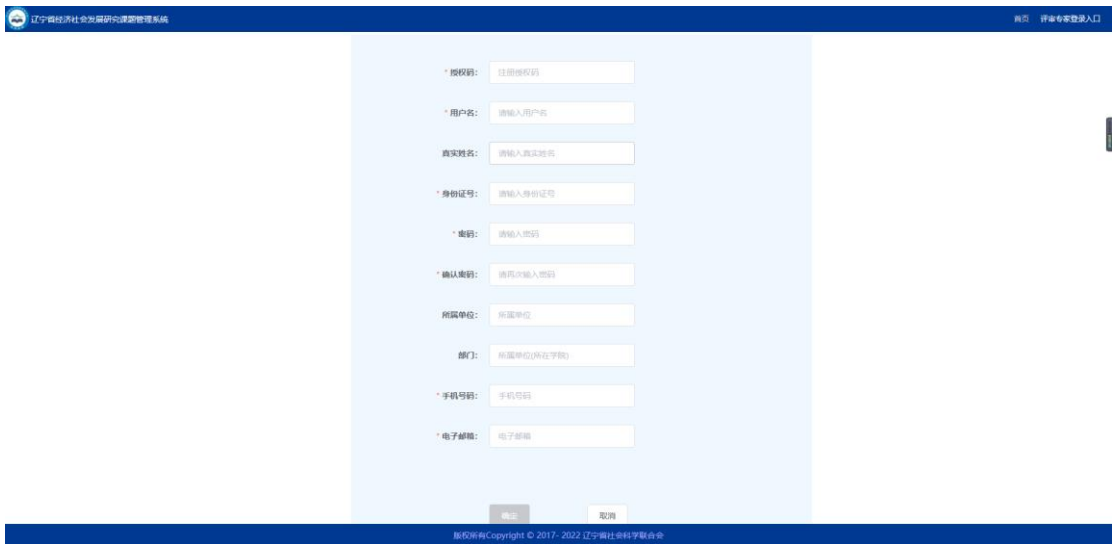 辽宁省经济社会发展研究课题管理系统 首页 评审专家登录入口
* 授权码: 注册授权码
* 用户名: 请输入用户名
真实姓名: 请输入真实姓名
* 身份证号: 请输入身份证号
* 密码: 请输入密码
* 确认密码: 请再次输入密码
所属单位: 所属单位
部门: 所属单位(所在学院)
* 手机号码: 手机号码
* 电子邮箱: 电子邮箱
确定 取消
版权所有Copyright © 2017- 2022 辽宁省社会科学联合会